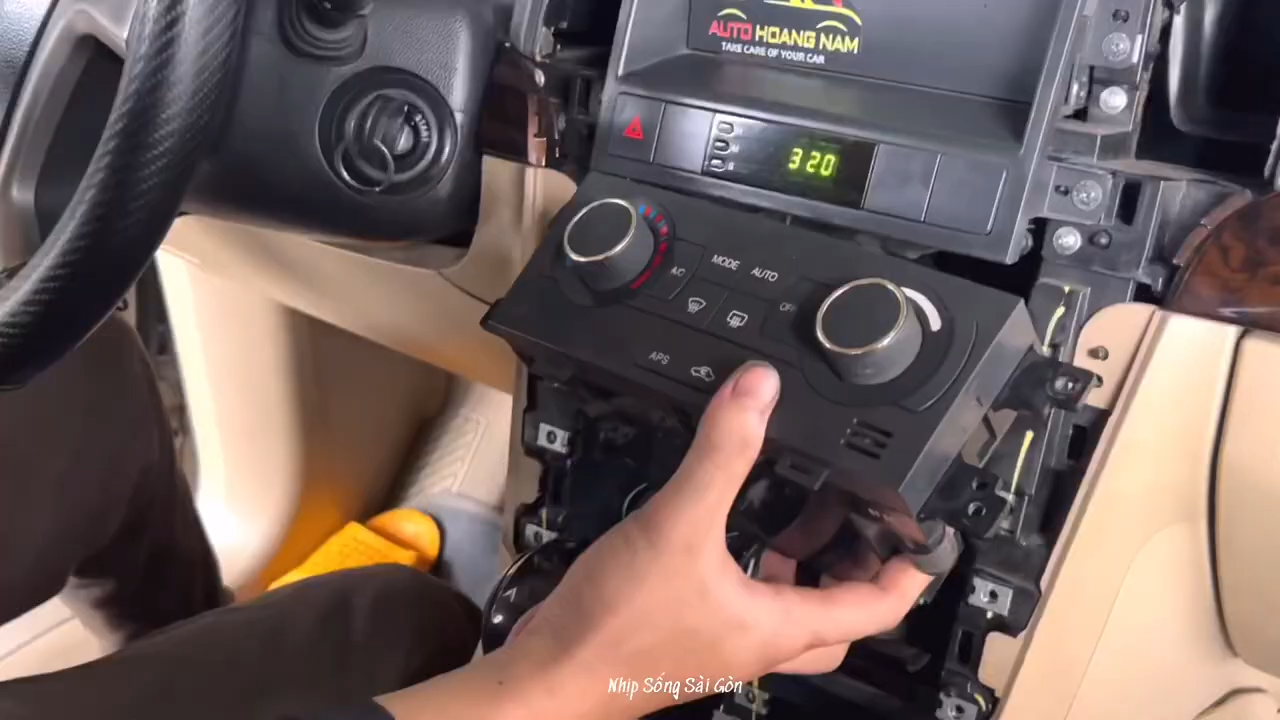 AUTO HOANG NAM
TAKE CARE OF YOUR CAR
320
A/C
MODE
AUTO
OFF
APS
Nhịp Sống Sài Gòn